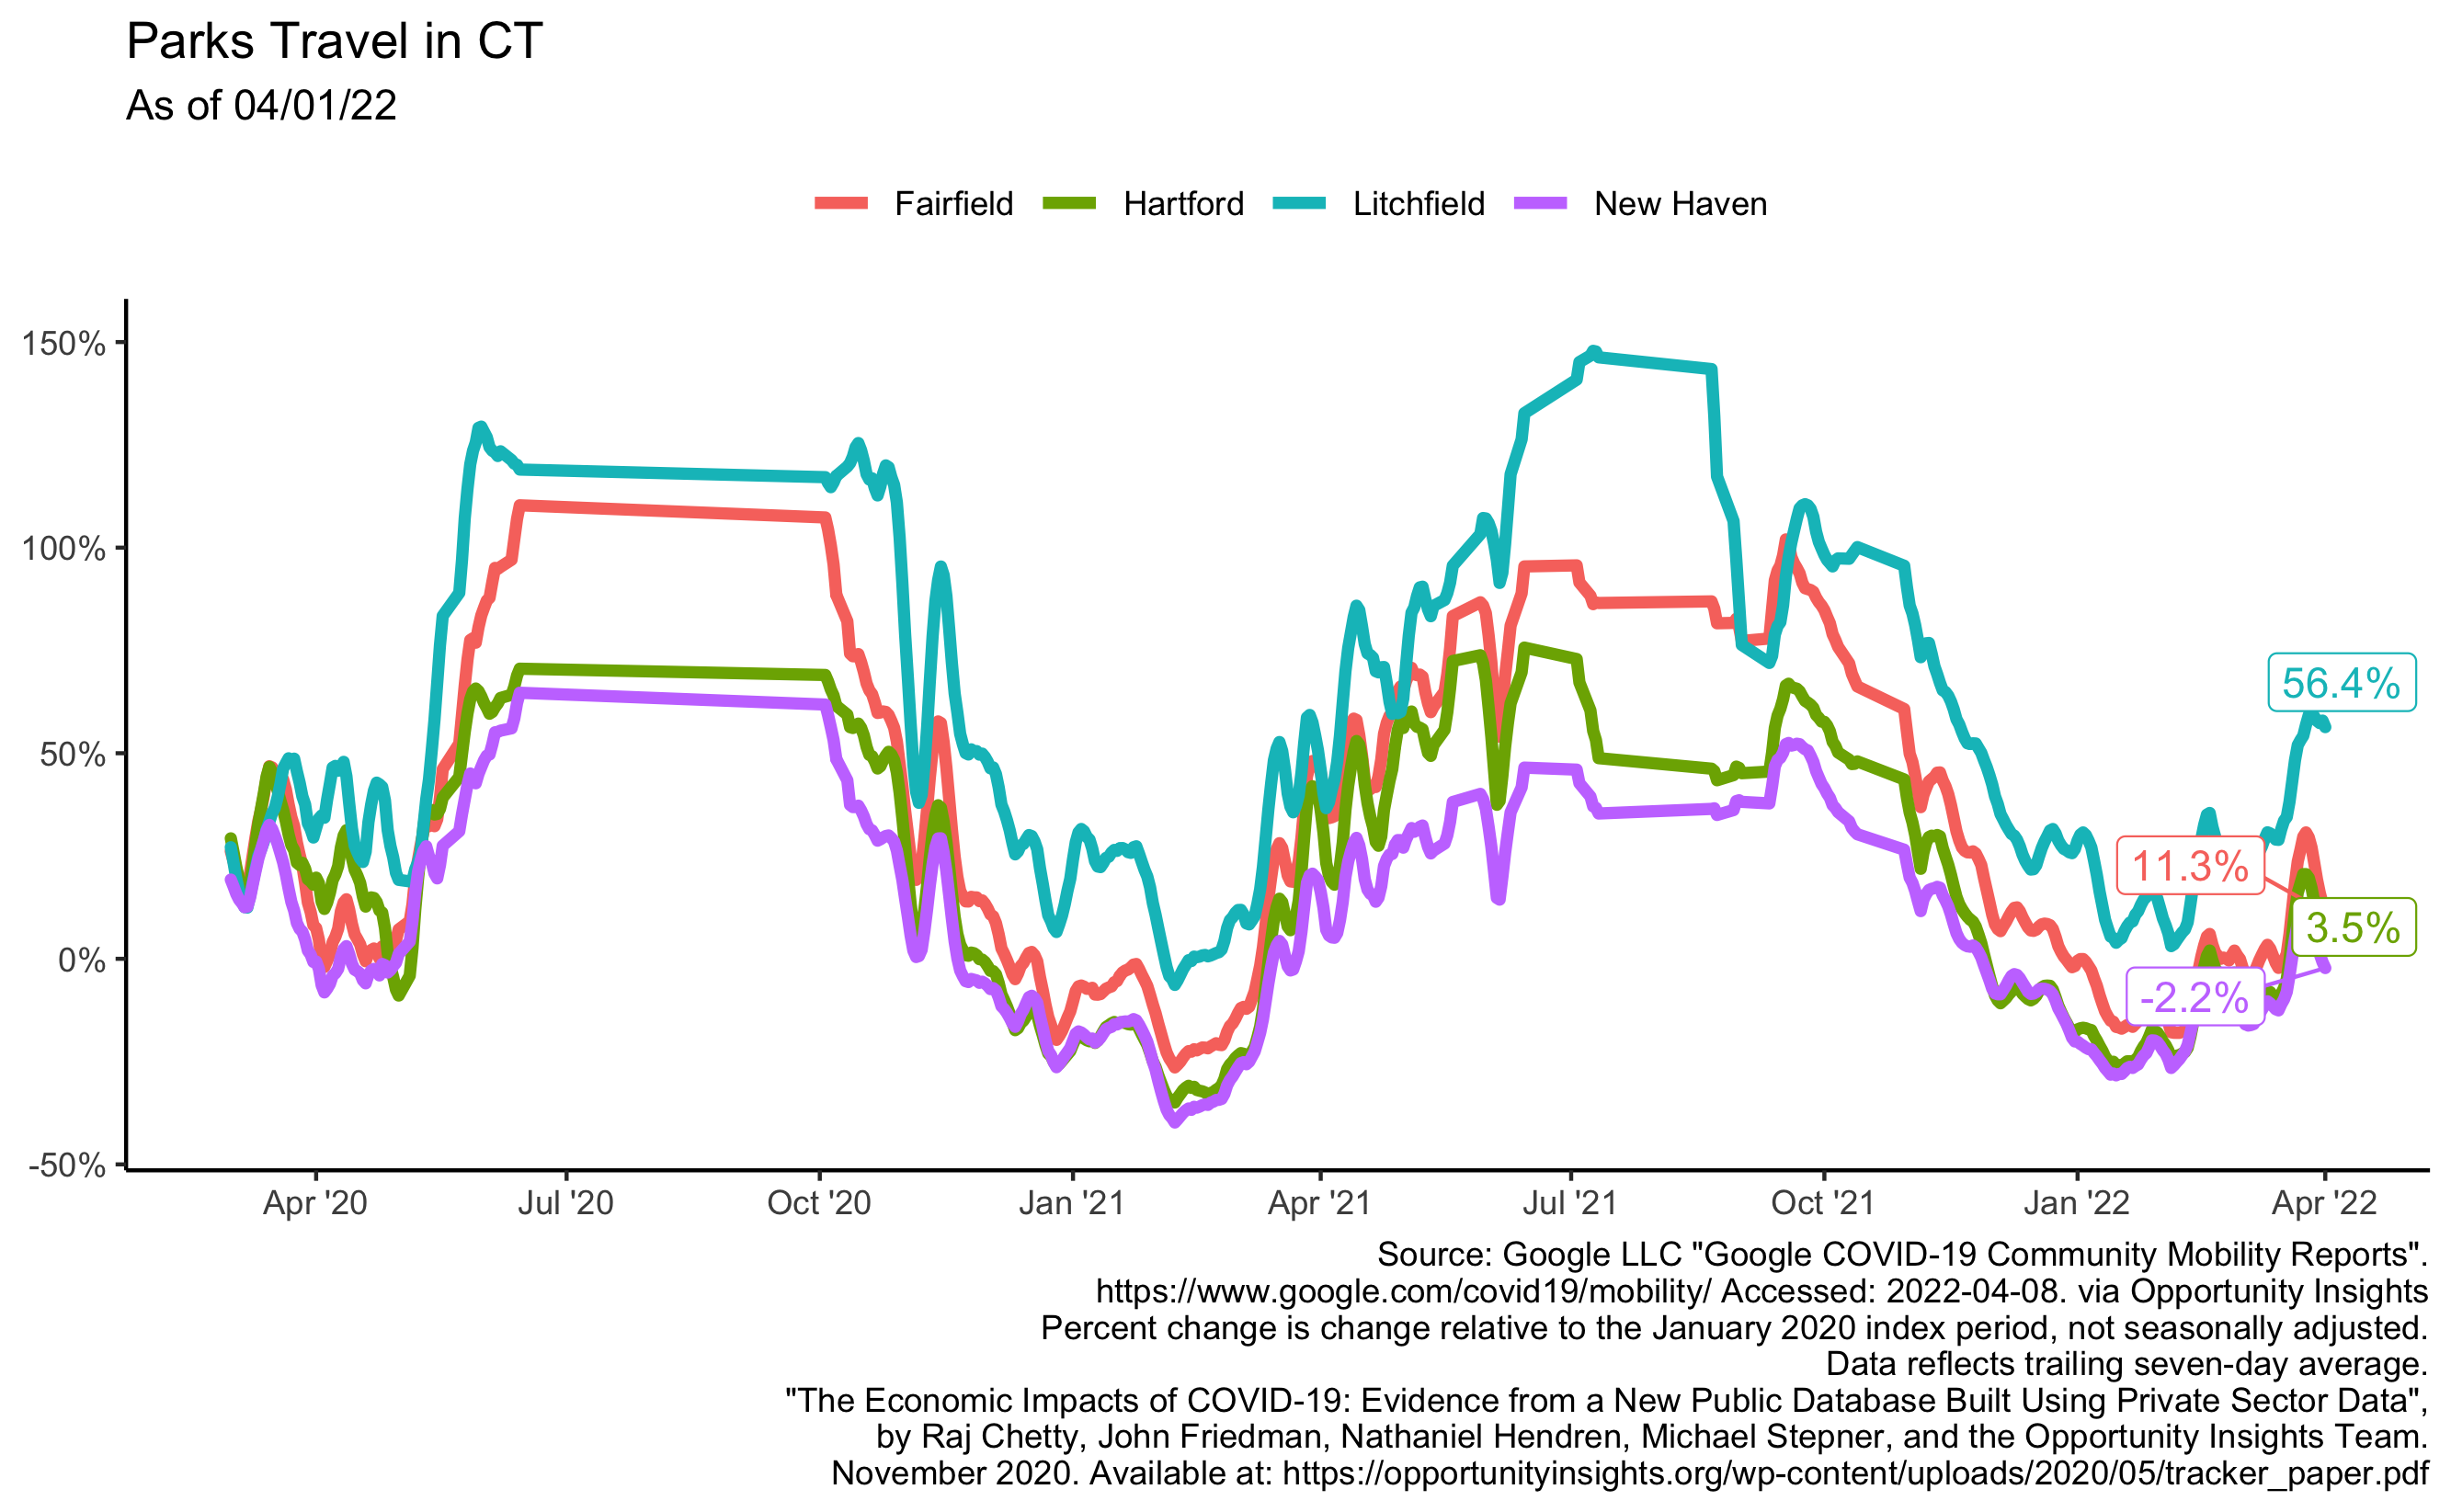 Parks Travel in CT
As of 04/01/22
Fairfield Hartford Litchfield New Haven
150%
100%
50%
0%
-50%
56.4%
11.3%
3.5%
-2.2%
Apr '20 Jul '20 Oct '20 Jan '21 Apr '21 Jul '21 Oct '21 Jan '22 Apr '22
Source: Google LLC "Google COVID-19 Community Mobility Reports".
https://www.google.com/covid19/mobility/ Accessed: 2022-04-08. via Opportunity Insights
Percent change is change relative to the January 2020 index period, not seasonally adjusted.
Data reflects trailing seven-day average.
"The Economic Impacts of COVID-19: Evidence from a New Public Database Built Using Private Sector Data",
by Raj Chetty, John Friedman, Nathaniel Hendren, Michael Stepner, and the Opportunity Insights Team.
November 2020. Available at: https://opportunityinsights.org/wp-content/uploads/2020/05/tracker_paper.pdf